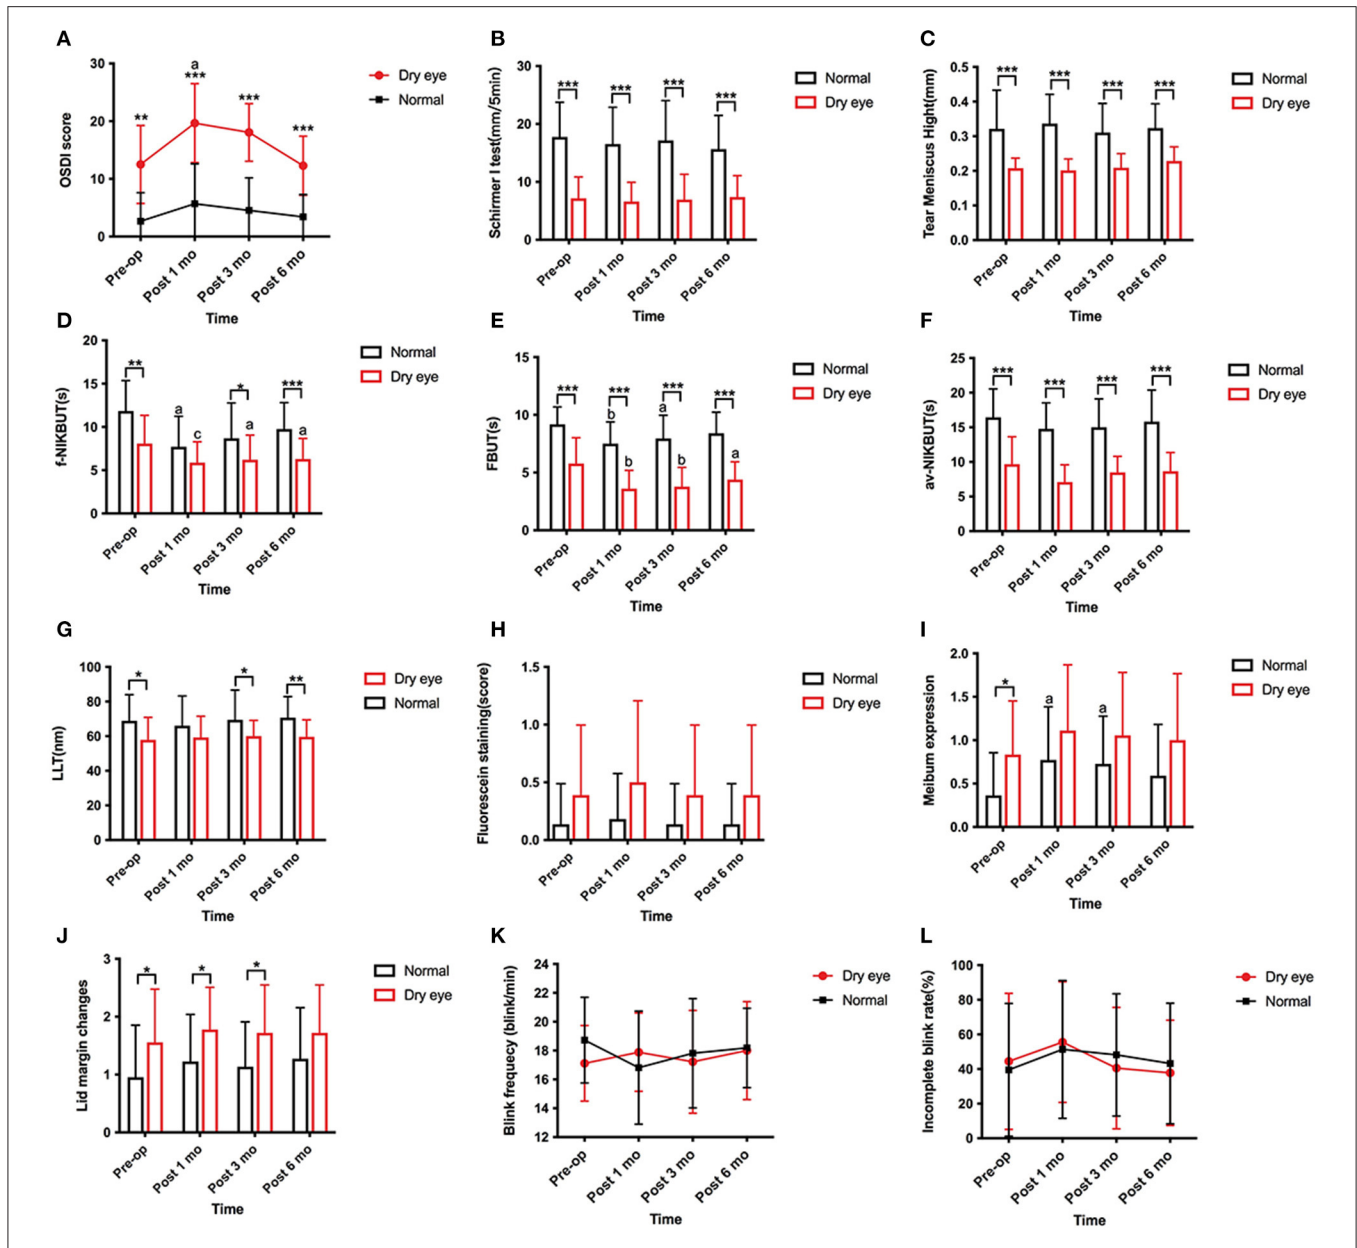 A
30
20
10
0
OSDI score
a
**
***
***
***
Dry eye
Normal
Pre-op
Post 1 mo
Post 3 mo
Post 6 mo
Time
B
30
20
10
0
Schirmer I test(mm/5min)
***
***
***
***
Normal
Dry eye
Pre-op
Post 1 mo
Post 3 mo
Post 6 mo
Time
C
0.5
0.4
0.3
0.2
0.1
0.0
Tear Meniscus Hight(mm)
***
***
***
***
Normal
Dry eye
Pre-op
Post 1 mo
Post 3 mo
Post 6 mo
Time
D
20
15
10
5
0
f-NIKBUT(s)
**
a
c
*
a
***
a
Normal
Dry eye
Pre-op
Post 1 mo
Post 3 mo
Post 6 mo
Time
E
15
10
5
0
FBUT(s)
***
***
b
b
***
a
b
***
a
Normal
Dry eye
Pre-op
Post 1 mo
Post 3 mo
Post 6 mo
Time
F
25
20
15
10
5
0
av-NIKBUT(s)
***
***
***
***
Normal
Dry eye
Pre-op
Post 1 mo
Post 3 mo
Post 6 mo
Time
G
100
80
60
40
20
0
LLT(nm)
*
*
**
Dry eye
Normal
Pre-op
Post 1 mo
Post 3 mo
Post 6 mo
Time
H
1.5
1.0
0.5
0.0
Fluorescein staining(score)
Normal
Dry eye
Pre-op
Post 1 mo
Post 3 mo
Post 6 mo
Time
I
2.0
1.5
1.0
0.5
0.0
Meibum expression
*
a
a
Normal
Dry eye
Pre-op
Post 1 mo
Post 3 mo
Post 6 mo
Time
J
3
2
1
0
Lid margin changes
*
*
*
Normal
Dry eye
Pre-op
Post 1 mo
Post 3 mo
Post 6 mo
Time
K
24
22
20
18
16
14
12
Blink frequecy (blink/min)
Dry eye
Normal
Pre-op
Post 1 mo
Post 3 mo
Post 6 mo
Time
L
100
80
60
40
20
0
Incomplete blink rate(%)
Dry eye
Normal
Pre-op
Post 1 mo
Post 3 mo
Post 6 mo
Time